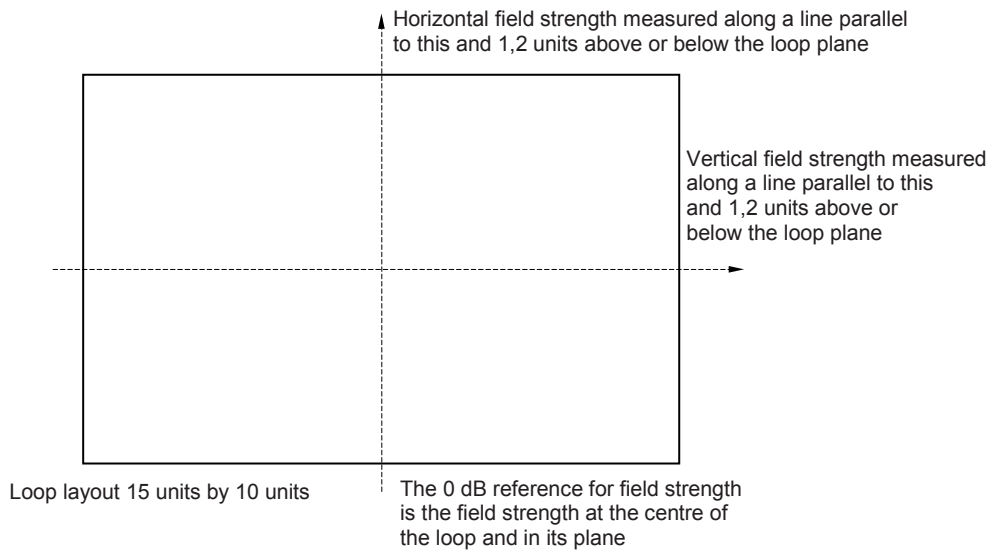 Horizontal field strength measured along a line parallel
to this and 1,2 units above or below the loop plane
Vertical field strength measured
along a line parallel to this
and 1,2 units above or
below the loop plane
Loop layout 15 units by 10 units
The 0 dB reference for field strength
is the field strength at the centre of
the loop and in its plane